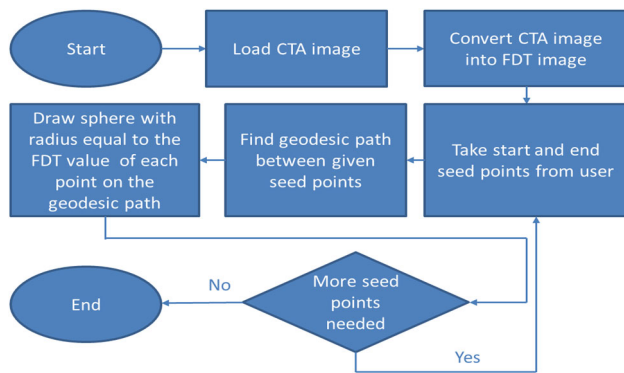 Start
Load CTA image
Convert CTA image
into FDT image
Take start and end
seed points from user
Find geodesic path
between given
seed points
Draw sphere with
radius equal to the
FDT value of each
point on the
geodesic path
More seed
points
needed
No
Yes
End